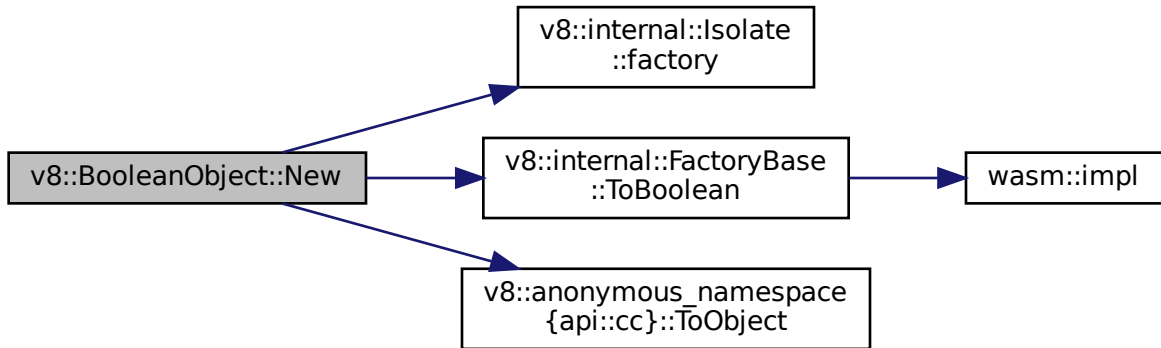 v8::internal::Isolate
::factory
v8::BooleanObject::New
v8::internal::FactoryBase
::ToBoolean
wasm::impl
v8::anonymous_namespace
{api::cc}::ToObject